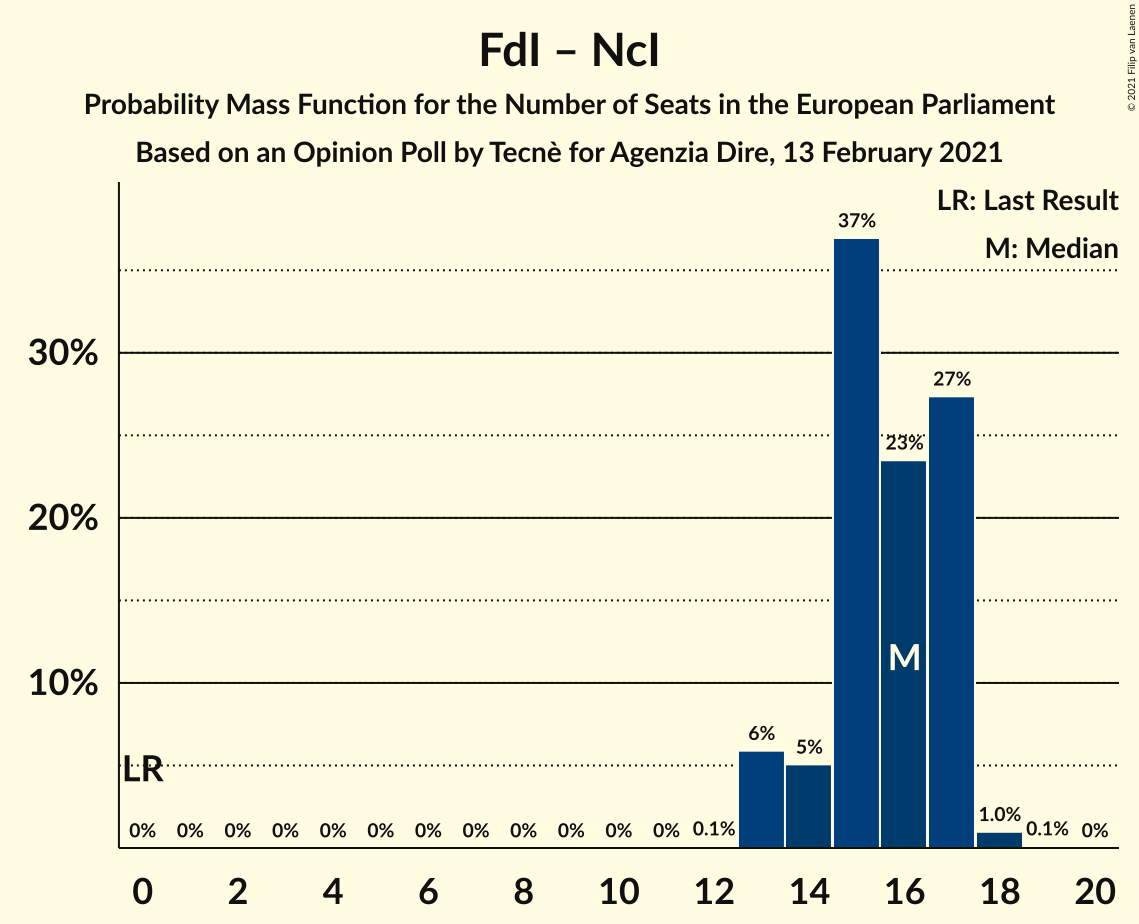 FdI – NcI
Probability Mass Function for the Number of Seats in the European Parliament
Based on an Opinion Poll by Tecnè for Agenzia Dire, 13 February 2021
© 2021 Filip van Laenen
LR: Last Result
M: Median
37%
30%
27%
23%
20%
M
10%
6%
5%
LR
0% 0% 0% 0% 0% 0% 0% 0% 0% 0% 0% 0% 0.1% 1.0% 0.1% 0%
0 2 4 6 8 10 12 14 16 18 20